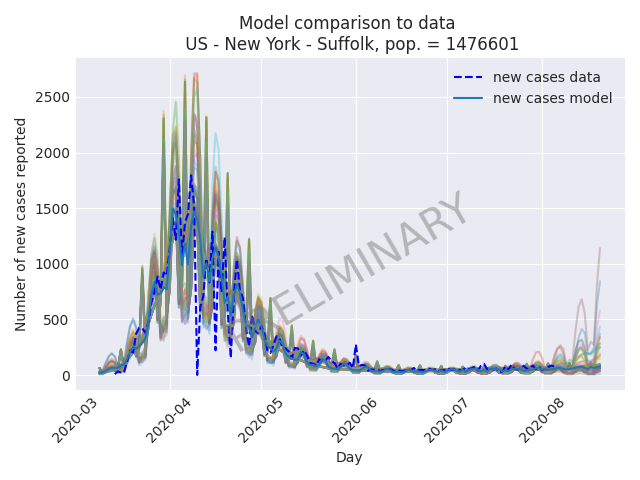 Model comparison to data
US - New York - Suffolk, pop. = 1476601
new cases data
new cases model
Number of new cases reported
2500
2000
1500
1000
500
0
2020-03
2020-04
2020-05
2020-06
2020-07
2020-08
Day